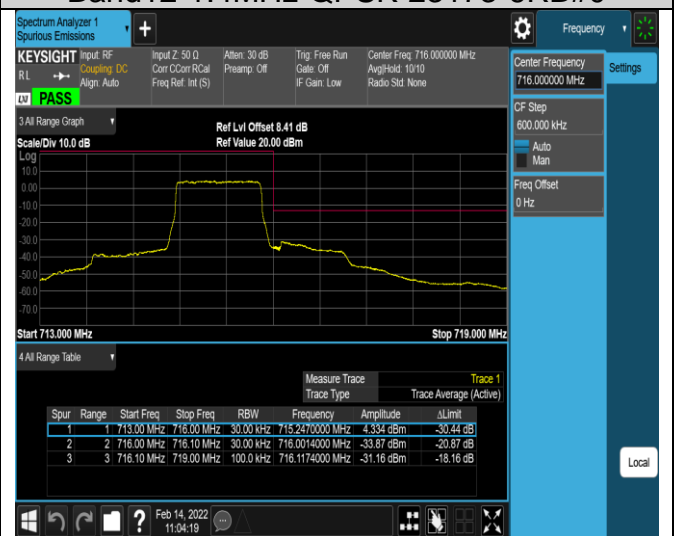 Spectrum Analyzer 1
Spurious Emissions
+
Frequency
KEYSIGHT
RL
PASS
Input: RF
Coupling: DC
Align: Auto
Input Z: 50 Ω
Corr CCorr RCal
Freq Ref: Int (S)
Atten: 30 dB
Preamp: Off
Trig: Free Run
Gate: Off
IF Gain: Low
Center Freq: 716.000000 MHz
Avg|Hold: 10/10
Radio Std: None
Center Frequency
716.000000 MHz
Settings
CF Step
600.000 kHz
Auto
Man
Freq Offset
0 Hz
3 All Range Graph
Scale/Div 10.0 dB
Ref Lvl Offset 8.41 dB
Ref Value 20.00 dBm
Log
10.0
0.00
-10.0
-20.0
-30.0
-40.0
-50.0
-60.0
-70.0
Start 713.000 MHz
Stop 719.000 MHz
4 All Range Table
Measure Trace Trace 1
Trace Type Trace Average (Active)
Spur Range Start Freq Stop Freq RBW Frequency Amplitude ΔLimit
1 1 713.00 MHz 716.00 MHz 30.00 kHz 715.2470000 MHz 4.334 dBm -30.44 dB
2 2 716.00 MHz 716.10 MHz 30.00 kHz 716.0014000 MHz -33.87 dBm -20.87 dB
3 3 716.10 MHz 719.00 MHz 100.0 kHz 716.1174000 MHz -31.16 dBm -18.16 dB
Local
?
Feb 14, 2022
11:04:19